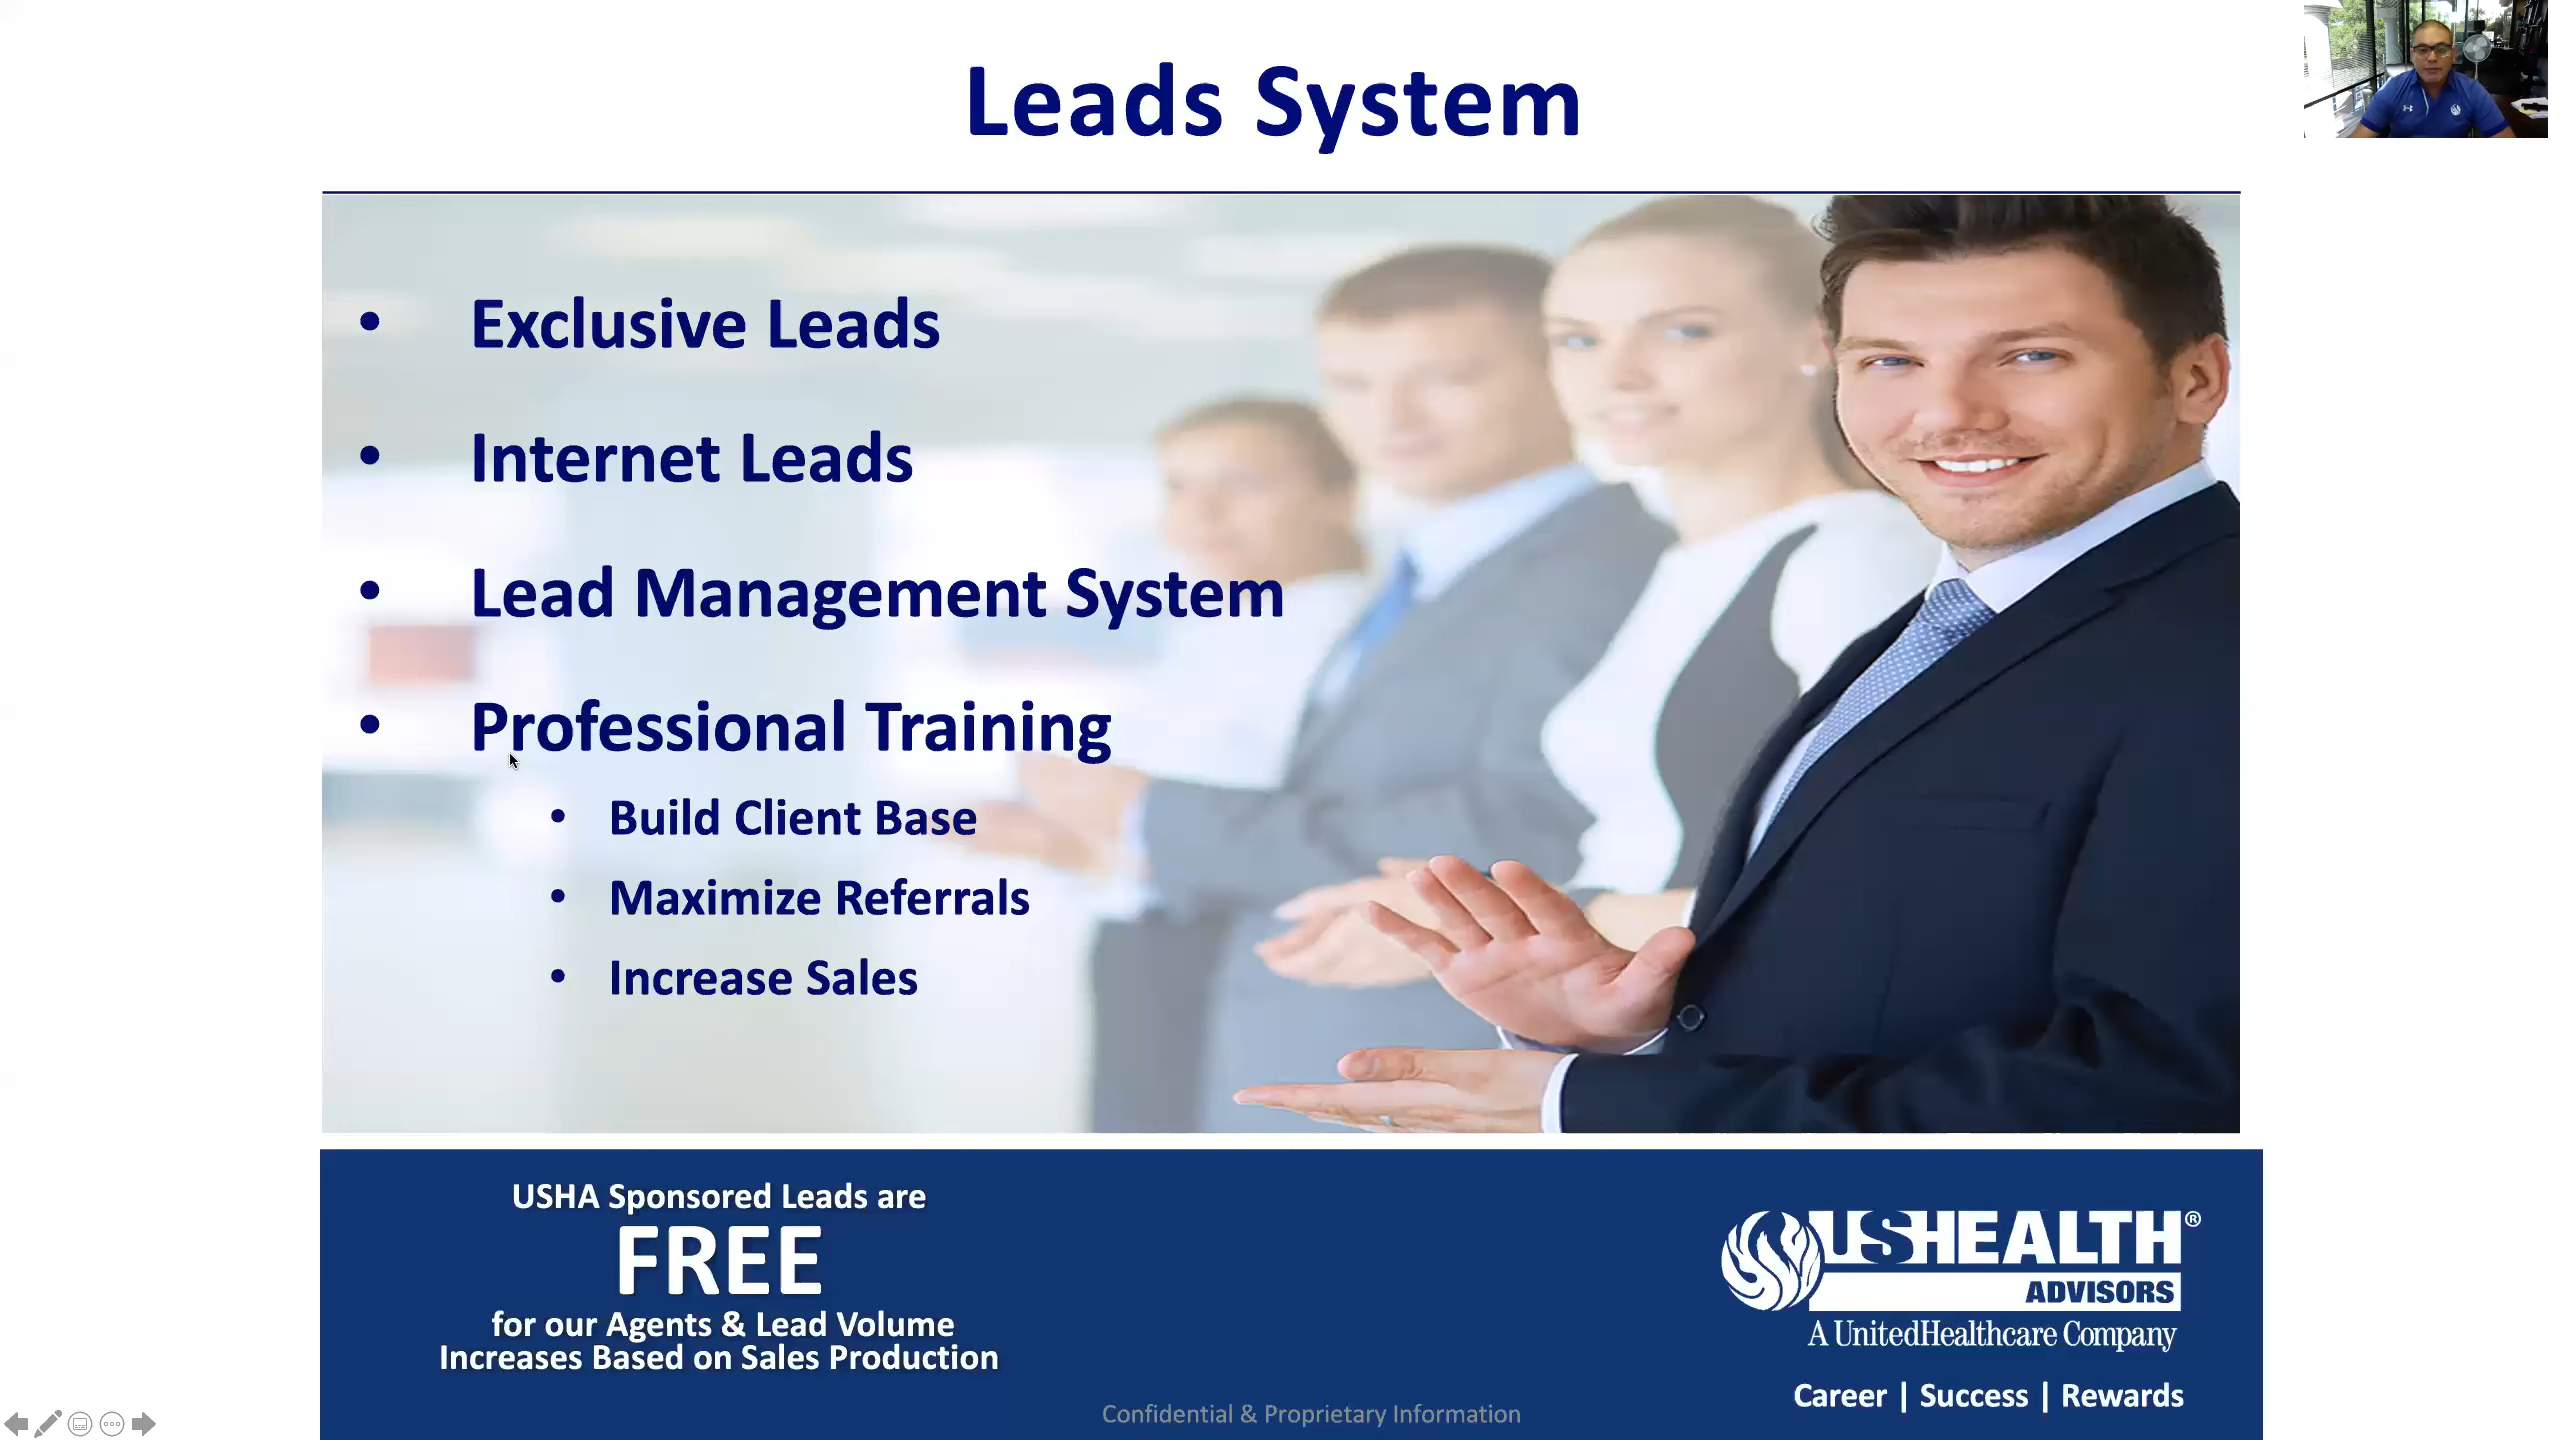 Leads System
• Exclusive Leads
• Internet Leads
• Lead Management System
• Professional Training
• Build Client Base
• Maximize Referrals
• Increase Sales
USHA Sponsored Leads are
FREE
for our Agents & Lead Volume
Increases Based on Sales Production
USHEALTH®
ADVISORS
A UnitedHealthcare Company
Career | Success | Rewards
Confidential & Proprietary Information